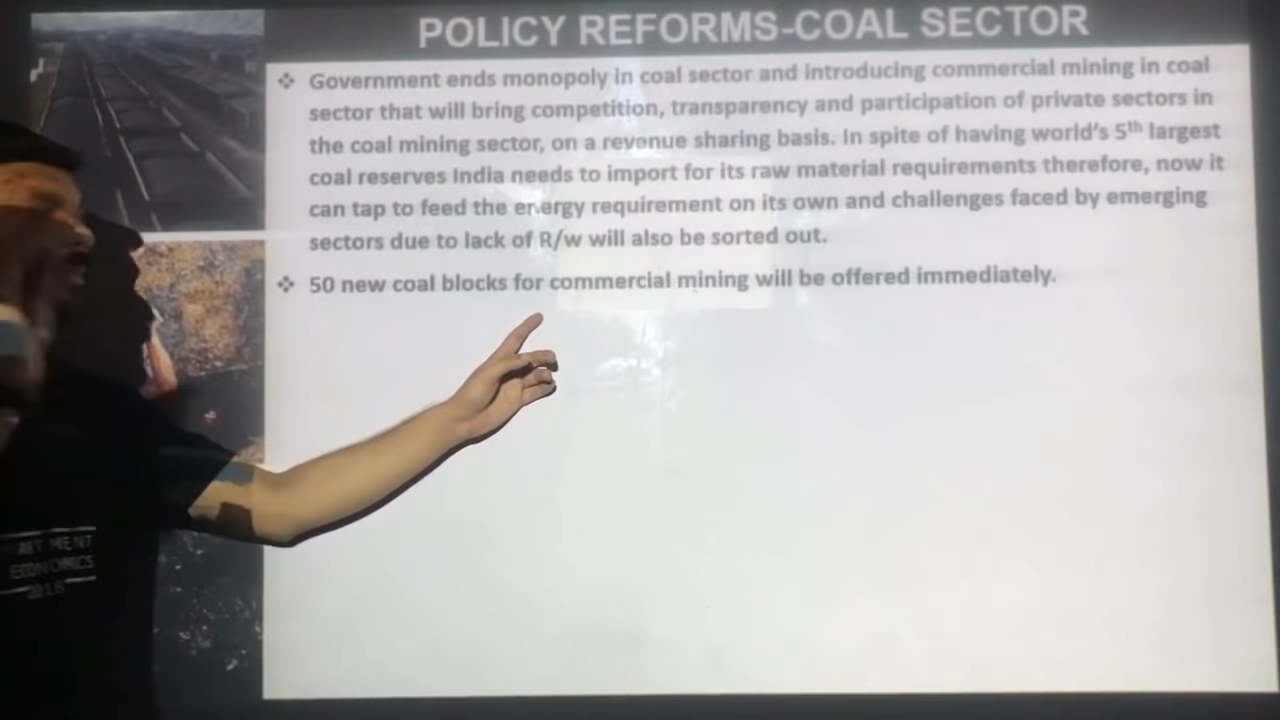 POLICY REFORMS-COAL SECTOR
❖ Government ends monopoly in coal sector and introducing commercial mining in coal
sector that will bring competition, transparency and participation of private sectors in
the coal mining sector, on a revenue sharing basis. In spite of having world's 5th largest
coal reserves India needs to import for its raw material requirements therefore, now it
can tap to feed the energy requirement on its own and challenges faced by emerging
sectors due to lack of R/w will also be sorted out.
❖ 50 new coal blocks for commercial mining will be offered immediately.
MENT
ECONOMICS
2018